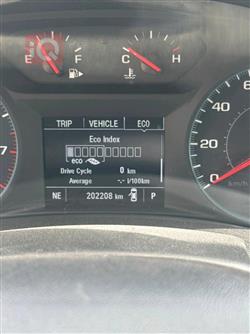 E F C H
TRIP VEHICLE ECO
Eco Index
eco
Drive Cycle 0 km
Average -.- l/100km
NE 202208 km P
7
60
40
20
0
km/h